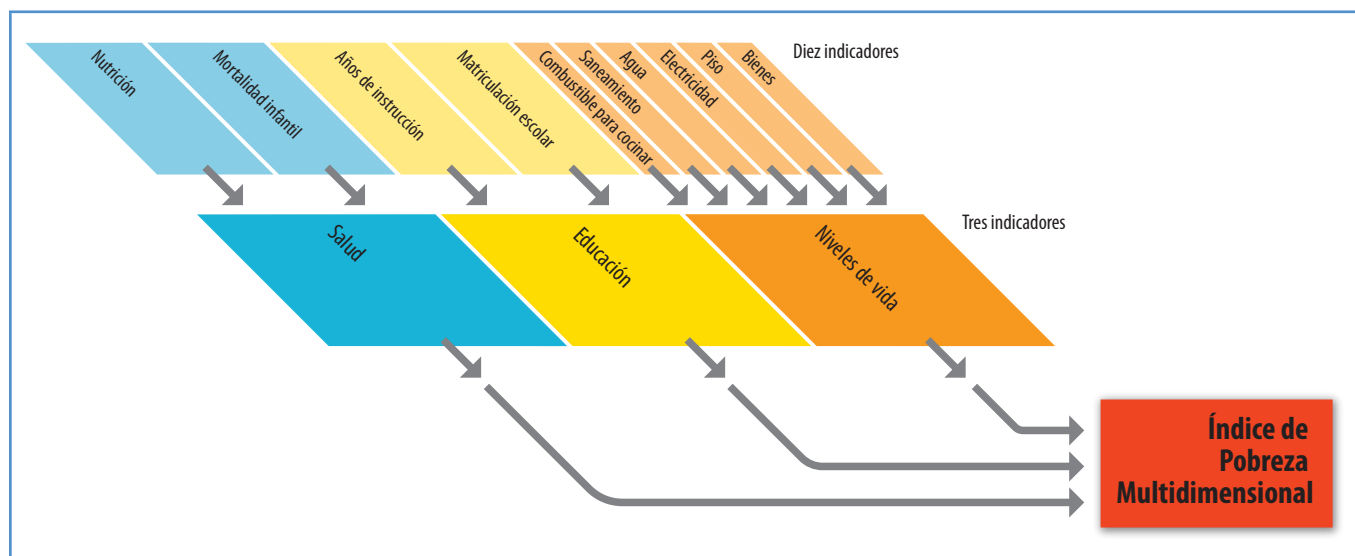 Nutrición
Mortalidad infantil
Años de instrucción
Matriculación escolar
Combustible para cocinar
Saneamiento
Agua
Electricidad
Piso
Bienes
Diez indicadores
Salud
Educación
Niveles de vida
Tres indicadores
Índice de
Pobreza
Multidimensional